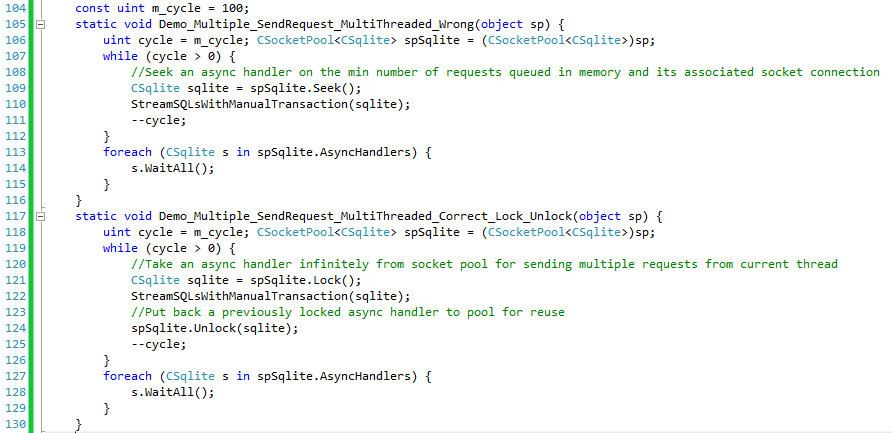 104 const uint m_cycle = 100;
105 static void Demo_Multiple_SendRequest_MultiThreaded_Wrong(object sp) {
106 uint cycle = m_cycle; CSocketPool<CSqlite> spSqlite = (CSocketPool<CSqlite>)sp;
107 while (cycle > 0) {
108 //Seek an async handler on the min number of requests queued in memory and its associated socket connection
109 CSqlite sqlite = spSqlite.Seek();
110 StreamSQLsWithManualTransaction(sqlite);
111 --cycle;
112 }
113 foreach (CSqlite s in spSqlite.AsyncHandlers) {
114 s.WaitAll();
115 }
116 }
117 static void Demo_Multiple_SendRequest_MultiThreaded_Correct_Lock_Unlock(object sp) {
118 uint cycle = m_cycle; CSocketPool<CSqlite> spSqlite = (CSocketPool<CSqlite>)sp;
119 while (cycle > 0) {
120 //Take an async handler infinitely from socket pool for sending multiple requests from current thread
121 CSqlite sqlite = spSqlite.Lock();
122 StreamSQLsWithManualTransaction(sqlite);
123 //Put back a previously locked async handler to pool for reuse
124 spSqlite.Unlock(sqlite);
125 --cycle;
126 }
127 foreach (CSqlite s in spSqlite.AsyncHandlers) {
128 s.WaitAll();
129 }
130 }